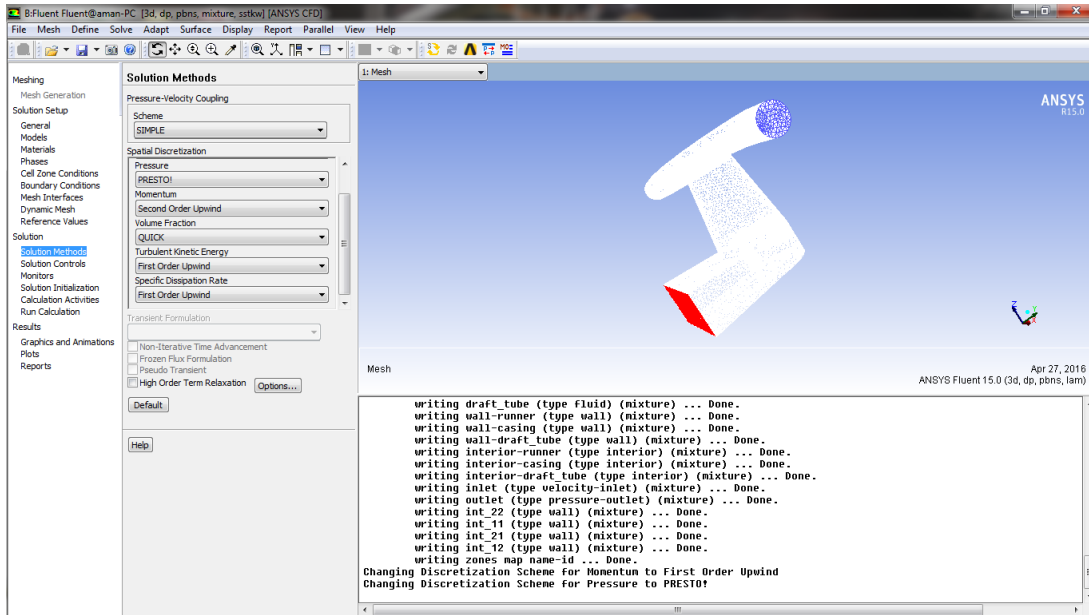 B:Fluent Fluent@aman-PC [3d, dp, pbns, mixture, sstkw] [ANSYS CFD]
File Mesh Define Solve Adapt Surface Display Report Parallel View Help
Meshing
Mesh Generation
Solution Setup
General
Models
Materials
Phases
Cell Zone Conditions
Boundary Conditions
Mesh Interfaces
Dynamic Mesh
Reference Values
Solution
Solution Methods
Solution Controls
Monitors
Solution Initialization
Calculation Activities
Run Calculation
Results
Graphics and Animations
Plots
Reports
Solution Methods
Pressure-Velocity Coupling
Scheme
SIMPLE
Spatial Discretization
Pressure
PRESTO!
Momentum
Second Order Upwind
Volume Fraction
QUICK
Turbulent Kinetic Energy
First Order Upwind
Specific Dissipation Rate
First Order Upwind
Transient Formulation
Non-Iterative Time Advancement
Frozen Flux Formulation
Pseudo Transient
High Order Term Relaxation Options...
Default
Help
1: Mesh
ANSYS
R15.0
Z Y X
Mesh
Apr 27, 2016
ANSYS Fluent 15.0 (3d, dp, pbns, lam)
writing draft_tube (type fluid) (mixture) ... Done.
writing wall-runner (type wall) (mixture) ... Done.
writing wall-casing (type wall) (mixture) ... Done.
writing wall-draft_tube (type wall) (mixture) ... Done.
writing interior-runner (type interior) (mixture) ... Done.
writing interior-casing (type interior) (mixture) ... Done.
writing interior-draft_tube (type interior) (mixture) ... Done.
writing inlet (type velocity-inlet) (mixture) ... Done.
writing outlet (type pressure-outlet) (mixture) ... Done.
writing int_22 (type wall) (mixture) ... Done.
writing int_11 (type wall) (mixture) ... Done.
writing int_21 (type wall) (mixture) ... Done.
writing int_12 (type wall) (mixture) ... Done.
writing zones map name-id ... Done.
Changing Discretization Scheme for Momentum to First Order Upwind
Changing Discretization Scheme for Pressure to PRESTO!